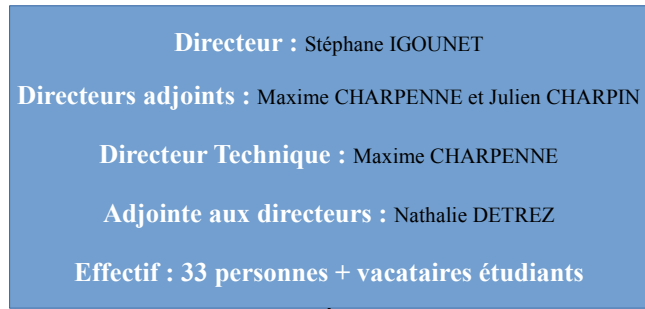 Directeur : Stéphane IGOUNET
Directeurs adjoints : Maxime CHARPENNE et Julien CHARPIN
Directeur Technique : Maxime CHARPENNE
Adjointe aux directeurs : Nathalie DETREZ
Effectif : 33 personnes + vacataires étudiants